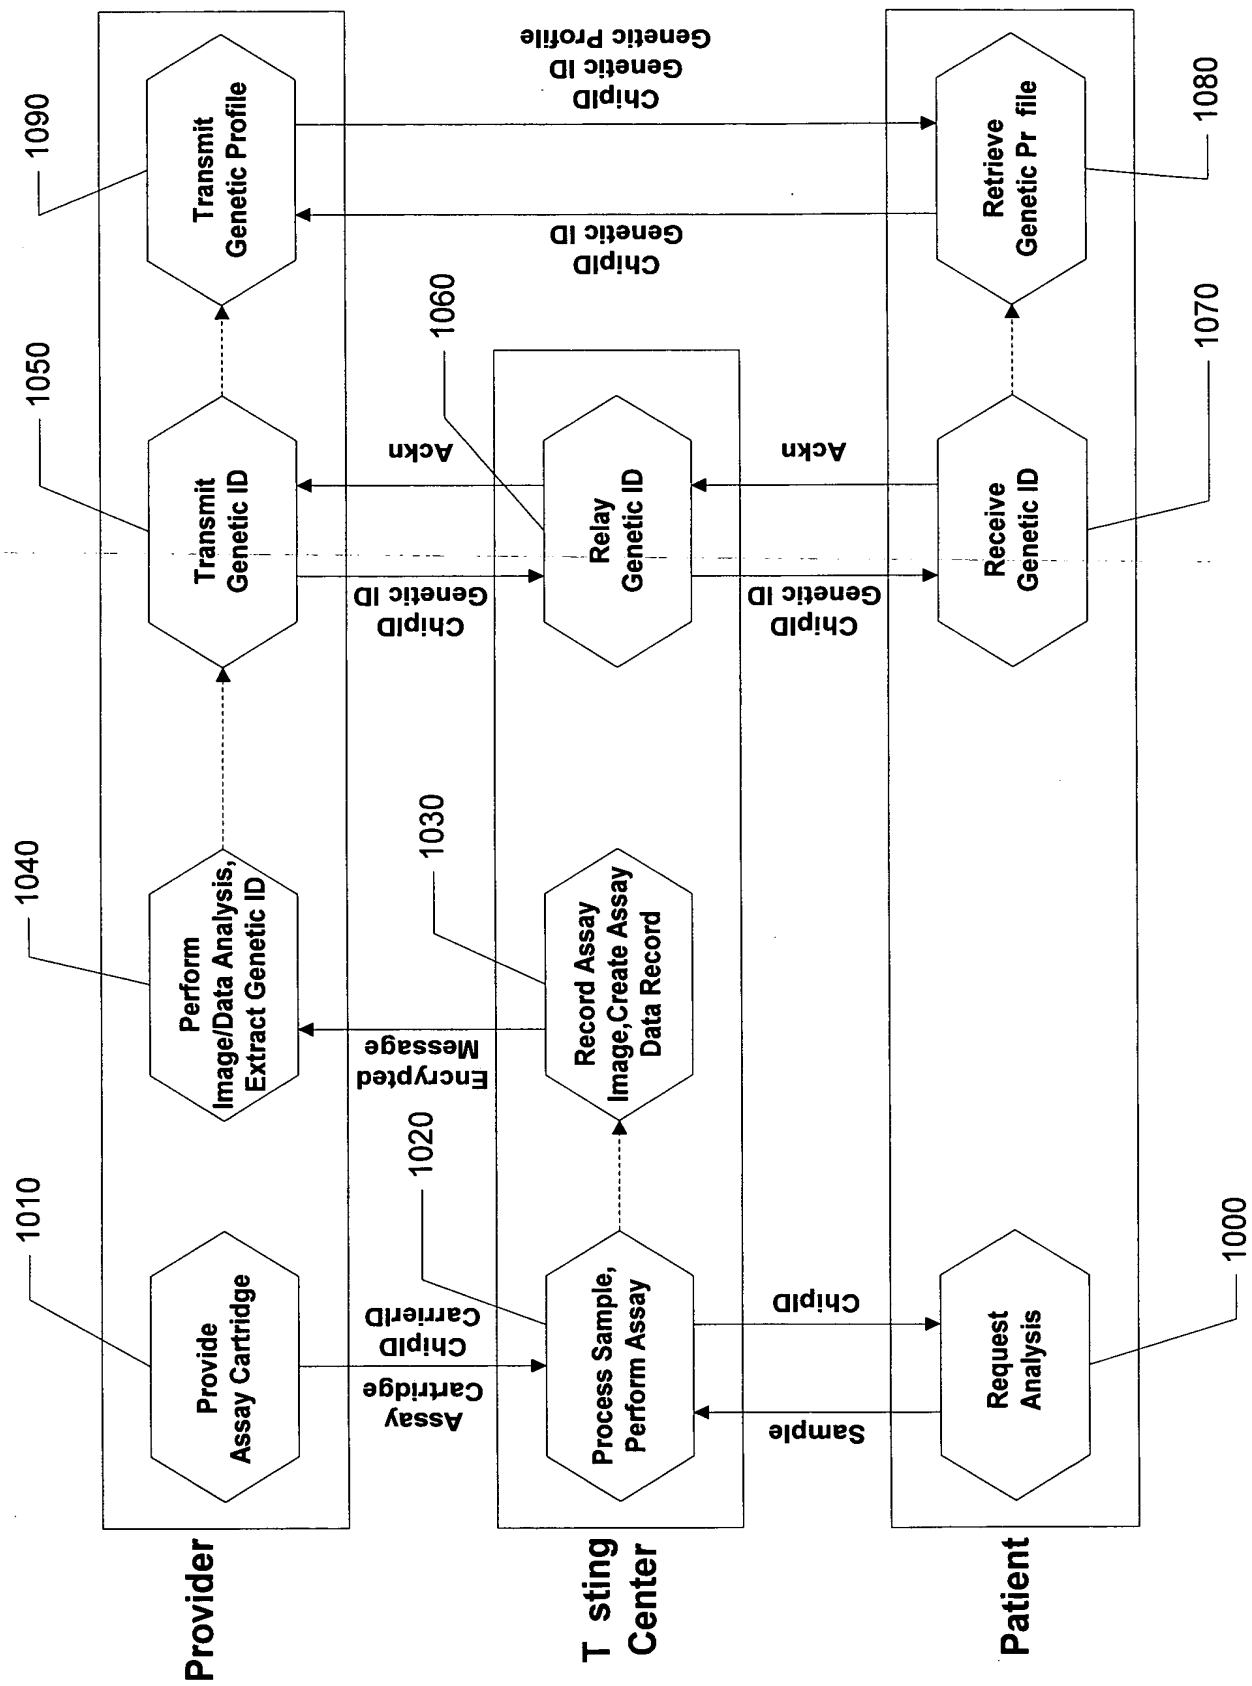 Provider
1010
Provide
Assay Cartridge
1040
Perform
Image/Data Analysis,
Extract Genetic ID
1050
Transmit
Genetic ID
1090
Transmit
Genetic Profile
Assay
Cartridge
ChipID
CarrierID
Encrypted
Message
ChipID
Genetic ID
Ackn
ChipID
Genetic ID
ChipID
Genetic ID
Genetic Profile
T sting
Center
1020
Process Sample,
Perform Assay
1030
Record Assay
Image,Create Assay
Data Record
1060
Relay
Genetic ID
Sample
ChipID
ChipID
Genetic ID
Ackn
Patient
Request
Analysis
1000
Receive
Genetic ID
1070
Retrieve
Genetic Pr file
1080